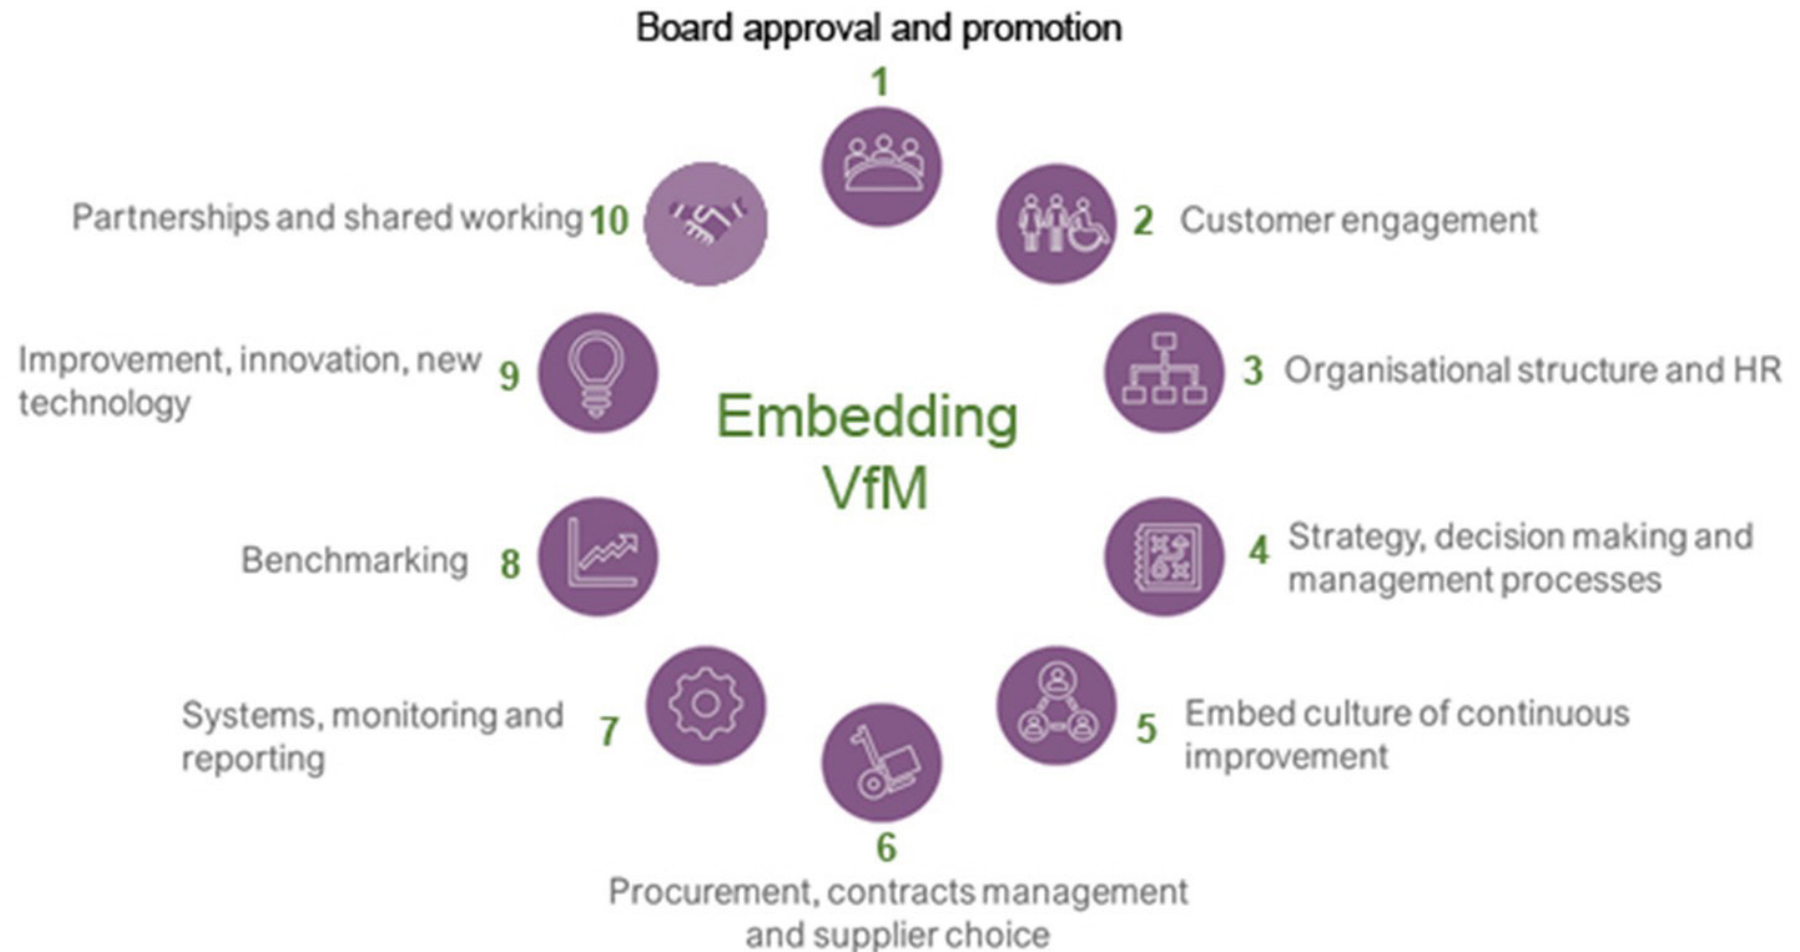 Board approval and promotion
1
2 Customer engagement
3 Organisational structure and HR
4 Strategy, decision making and
management processes
5 Embed culture of continuous
improvement
6
Procurement, contracts management
and supplier choice
Systems, monitoring and 7
reporting
Benchmarking 8
Improvement, innovation, new 9
technology
Partnerships and shared working 10
Embedding
VfM